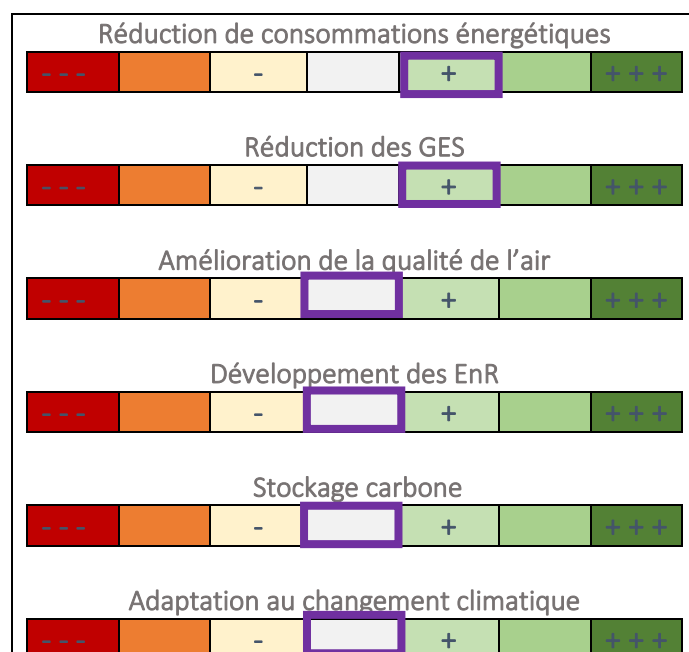 Réduction de consommations énergétiques
- - - - + + + +
Réduction des GES
- - - - + + + +
Amélioration de la qualité de l'air
- - - - + + + +
Développement des EnR
- - - - + + + +
Stockage carbone
- - - - + + + +
Adaptation au changement climatique
- - - - + + + +